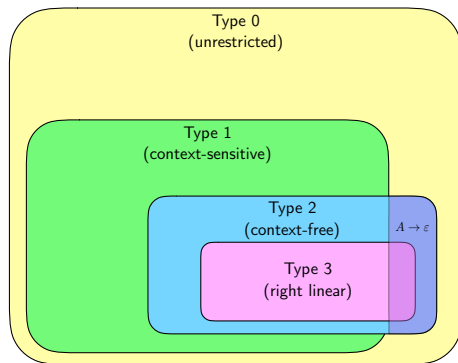 Type 0
(unrestricted)
Type 1
(context-sensitive)
Type 2
(context-free)
A → ε
Type 3
(right linear)